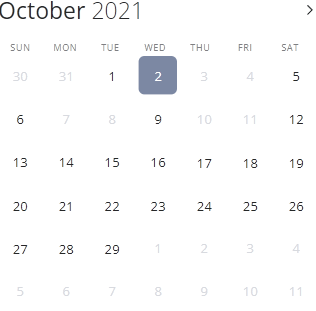 October 2021
SUN MON TUE WED THU FRI SAT
30 31 1 2 3 4 5
6 7 8 9 10 11 12
13 14 15 16 17 18 19
20 21 22 23 24 25 26
27 28 29 1 2 3 4
5 6 7 8 9 10 11